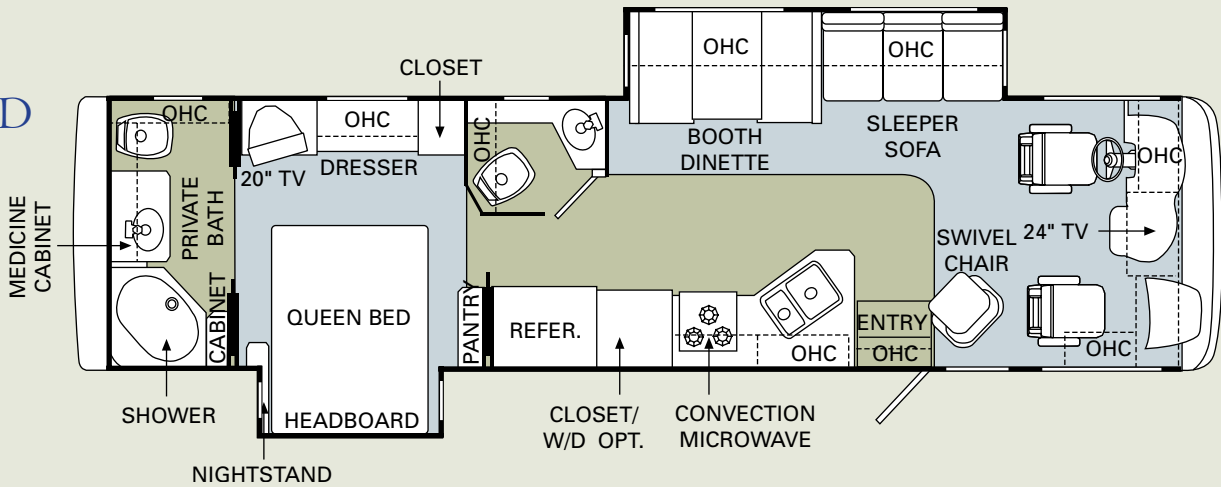 D
CLOSET
OHC
OHC
OHC
OHC
DRESSER
20" TV
OHC
BOOTH
DINETTE
SLEEPER
SOFA
OHC
MEDICINE
CABINET
PRIVATE
BATH
24" TV
SWIVEL
CHAIR
QUEEN BED
CABINET
PANTRY
REFER.
ENTRY
OHC
OHC
OHC
SHOWER
HEADBOARD
CLOSET/
W/D OPT.
CONVECTION
MICROWAVE
NIGHTSTAND